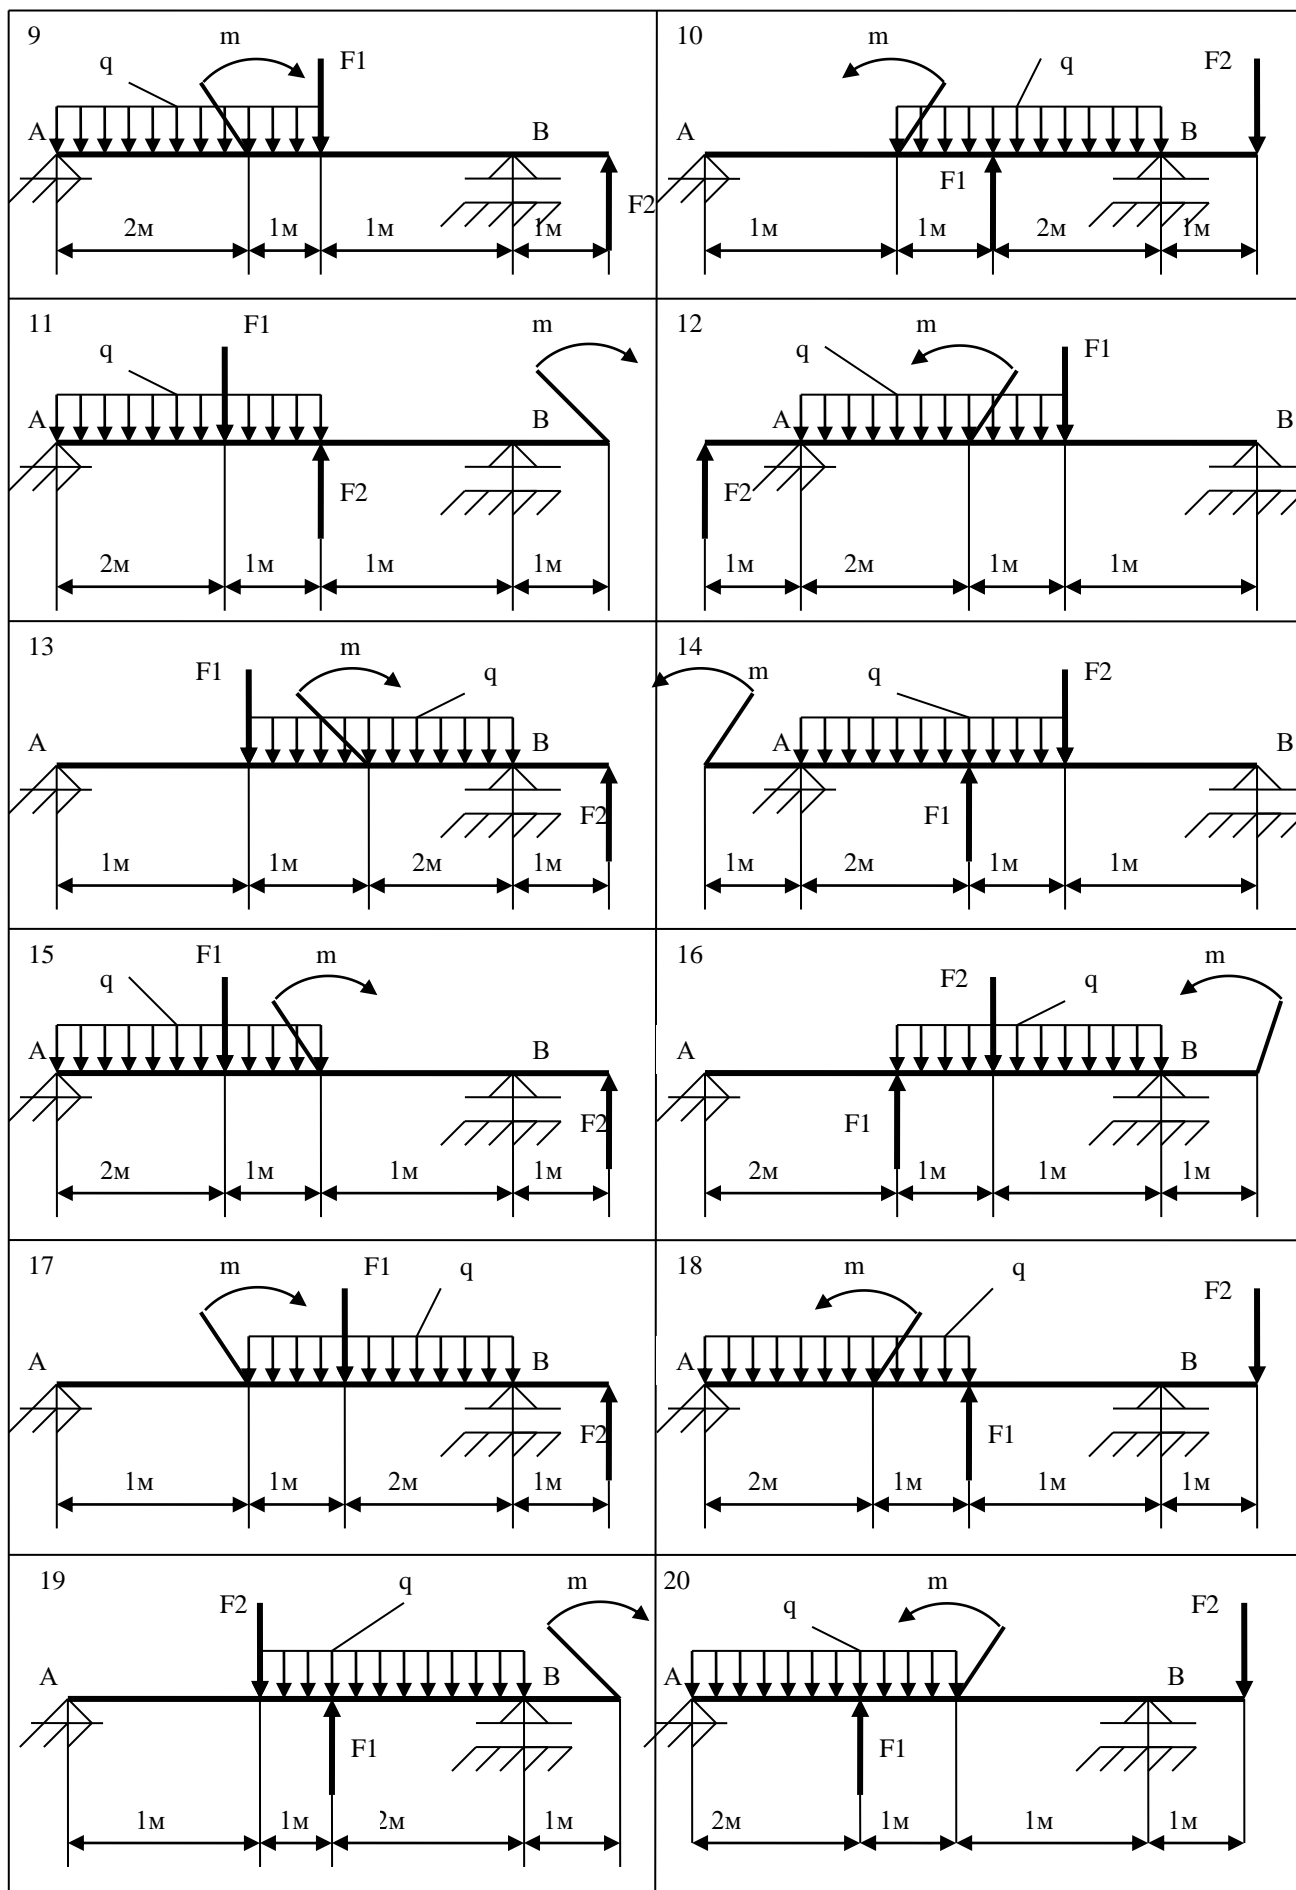 9 m F1 q A B F2
2м 1м 1м 1м
10 m q F2 A B F1
1м 1м 2м 1м
11 F1 m q A B F2
2м 1м 1м 1м
12 m F1 q A B F2
1м 2м 1м 1м
13 m F1 q A B F2
1м 1м 2м 1м
14 m q F2 A B F1
1м 2м 1м 1м
15 F1 m q A B F2
2м 1м 1м 1м
16 m F2 q A B F1
2м 1м 1м 1м
17 m F1 q A B F2
1м 1м 2м 1м
18 m q F2 A B F1
2м 1м 1м 1м
19 q m F2 A B F1
1м 1м 2м 1м
20 m q F2 A B F1
2м 1м 1м 1м